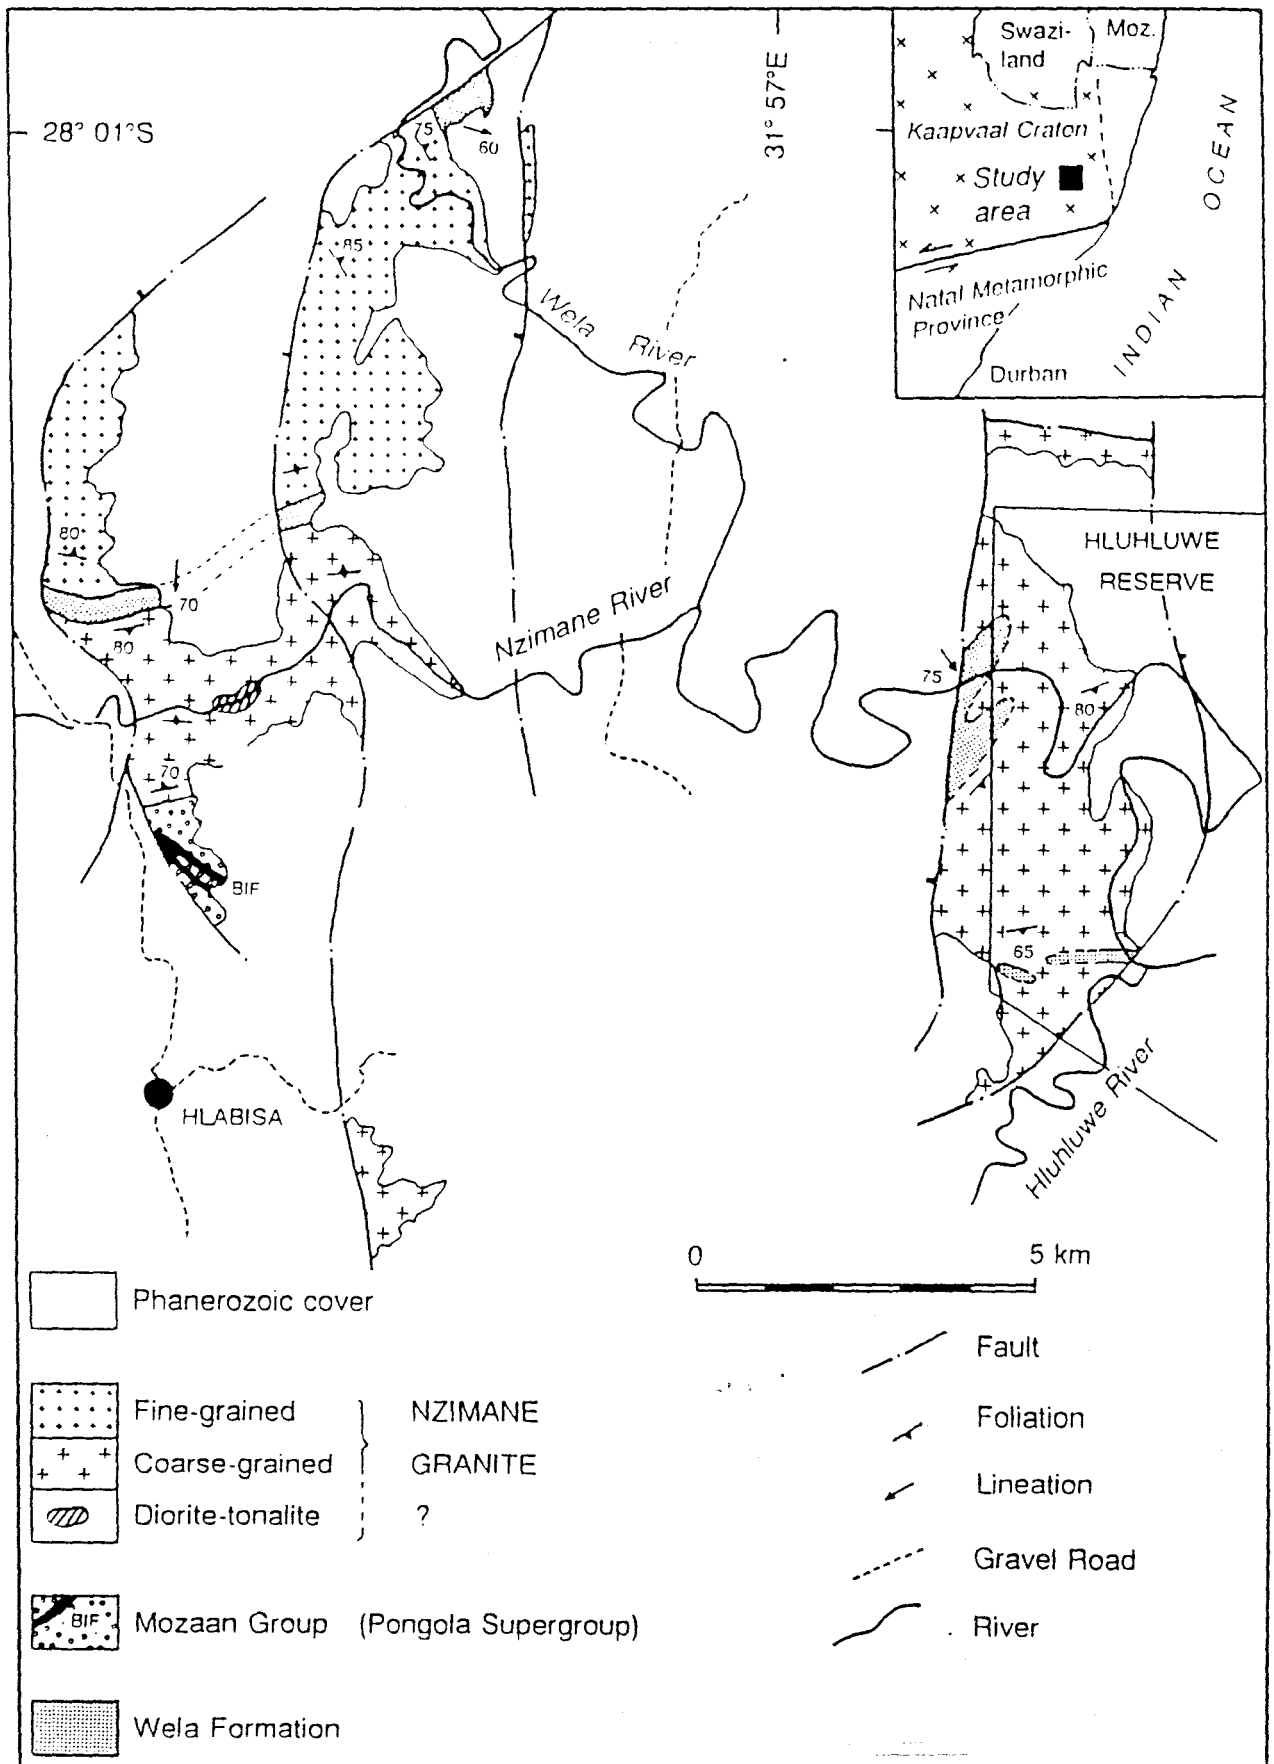 28° 01°S
31° 57°E
Swazi-
land
Moz.
Kaapvaal Craton
Study
area
Natal Metamorphic
Province
Durban
INDIAN
OCEAN
75
60
85
Wela
River
80
70
80
70
BIF
Nzimane River
HLUHLUWE
RESERVE
75
80
65
Hluhluwe River
HLABISA
0
5 km
Phanerozoic cover
Fine-grained
NZIMANE
Coarse-grained
GRANITE
Diorite-tonalite
?
BIF
Mozaan Group (Pongola Supergroup)
Wela Formation
Fault
Foliation
Lineation
Gravel Road
River